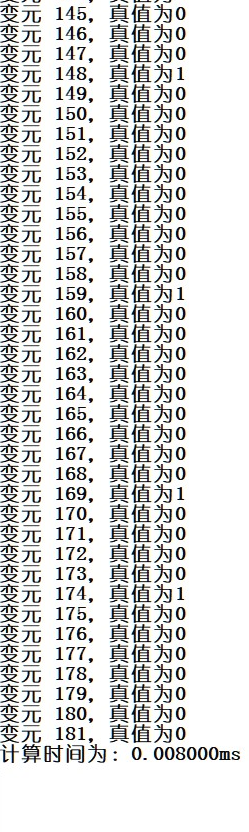 变元 145，真值为0
变元 146，真值为0
变元 147，真值为0
变元 148，真值为1
变元 149，真值为0
变元 150，真值为0
变元 151，真值为0
变元 152，真值为0
变元 153，真值为0
变元 154，真值为0
变元 155，真值为0
变元 156，真值为0
变元 157，真值为0
变元 158，真值为0
变元 159，真值为1
变元 160，真值为0
变元 161，真值为0
变元 162，真值为0
变元 163，真值为0
变元 164，真值为0
变元 165，真值为0
变元 166，真值为0
变元 167，真值为0
变元 168，真值为0
变元 169，真值为1
变元 170，真值为0
变元 171，真值为0
变元 172，真值为0
变元 173，真值为0
变元 174，真值为1
变元 175，真值为0
变元 176，真值为0
变元 177，真值为0
变元 178，真值为0
变元 179，真值为0
变元 180，真值为0
变元 181，真值为0
计算时间为: 0.008000ms